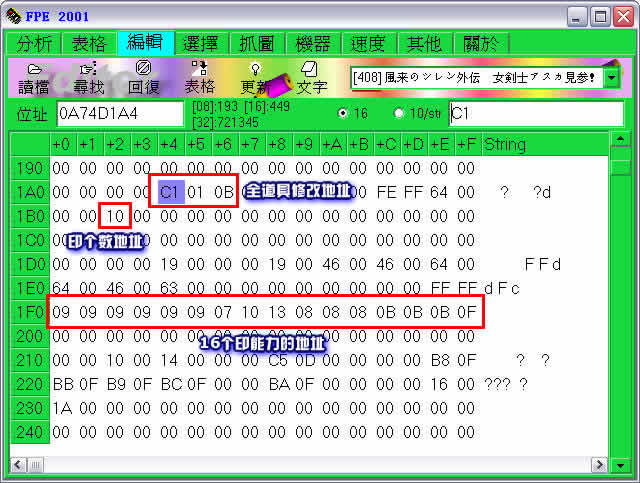 FPE 2001
分析 表格 編輯 選擇 抓圖 機器 速度 其他 關於
讀檔 尋找 回復 表格 更新 文字 [408] 風来のシレン外伝 女剣士アスカ見参!
位址 0A74D1A4 [08]:193 [16]:449 16 10/str C1
[32]:721345
+0 +1 +2 +3 +4 +5 +6 +7 +8 +9 +A +B +C +D +E +F String
190 00 00 00 00 00 00 00 00 00 00 00 00 00 00 00 00
1A0 00 00 00 00 C1 01 0B 全道具修改地址 00 FE FF 64 00 ? ?d
1B0 00 00 10 00 00 00 00 00 00 00 00 00 00 00 00 00
1C0 印个数地址 00 00 00 00 00 00 00 00 00 00 00 00
1D0 00 00 00 00 19 00 00 00 19 00 46 00 46 00 64 00 F F d
1E0 64 00 46 00 63 00 00 00 00 00 00 00 00 00 FF FF d F c
1F0 09 09 09 09 09 09 07 10 13 08 08 08 0B 0B 0B 0F
200 00 00 00 00 00 00 00 00 00 00 00 00 00 00 00 00
16个印能力的地址
210 00 00 10 00 14 00 00 00 C5 0D 00 00 00 00 B8 0F ? ?
220 BB 0F B9 0F BC 0F 00 00 BA 0F 00 00 00 00 16 00 ??? ?
230 1A 00 00 00 00 00 00 00 00 00 00 00 00 00 00 00
240 00 00 00 00 00 00 00 00 00 00 00 00 00 00 00 00